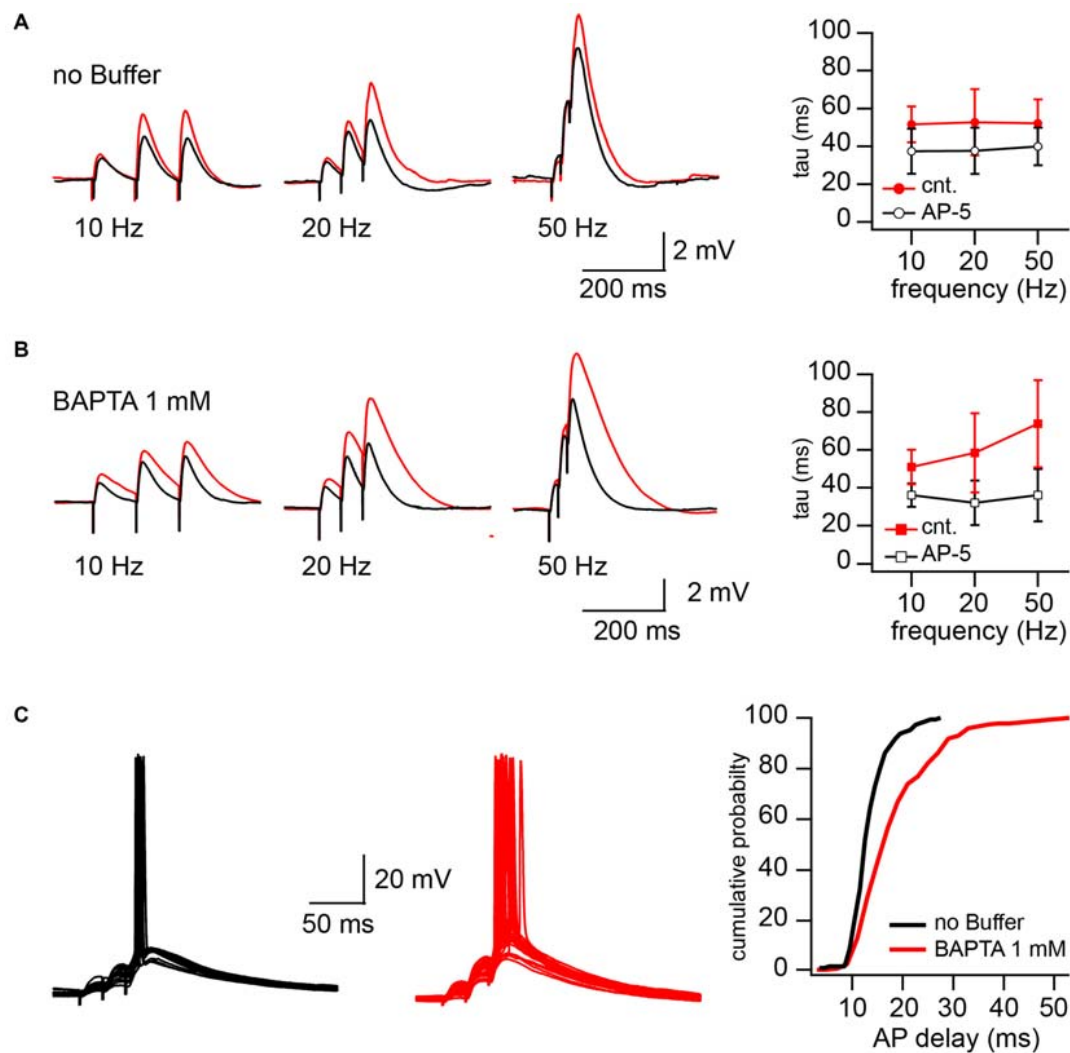 A
no Buffer
10 Hz
20 Hz
50 Hz
2 mV
200 ms
100
80
60
40
20
0
tau (ms)
cnt.
AP-5
10 20 50
frequency (Hz)
B
BAPTA 1 mM
10 Hz
20 Hz
50 Hz
2 mV
200 ms
100
80
60
40
20
0
tau (ms)
cnt.
AP-5
10 20 50
frequency (Hz)
C
20 mV
50 ms
100
80
60
40
20
0
cumulative probabilty
no Buffer
BAPTA 1 mM
10 20 30 40 50
AP delay (ms)